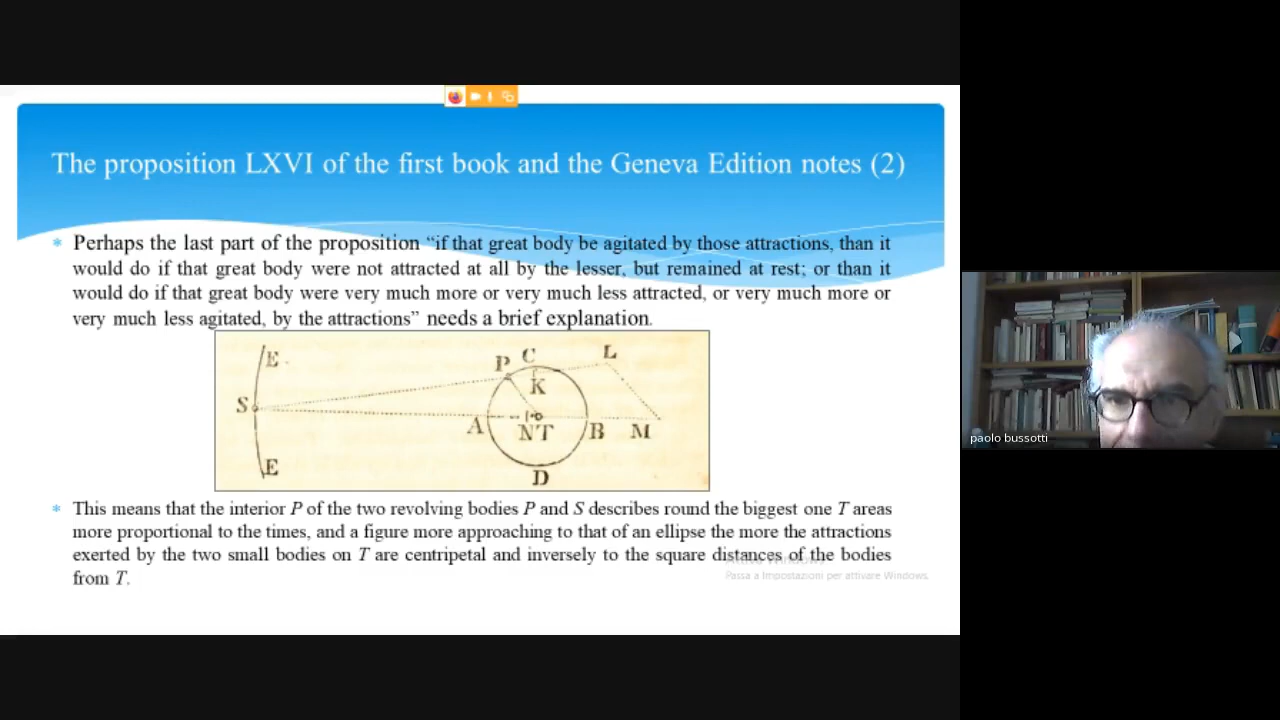 The proposition LXVI of the first book and the Geneva Edition notes (2)
Perhaps the last part of the proposition “if that great body be agitated by those attractions, than it
would do if that great body were not attracted at all by the lesser, but remained at rest; or than it
would do if that great body were very much more or very much less attracted, or very much more or
very much less agitated, by the attractions” needs a brief explanation.
E
P C L
K
S
A N T B M
E
D
This means that the interior P of the two revolving bodies P and S describes round the biggest one T areas
more proportional to the times, and a figure more approaching to that of an ellipse the more the attractions
exerted by the two small bodies on T are centripetal and inversely to the square distances of the bodies
from T.
Attiva Windows
Passa a Impostazioni per attivare Windows.
paolo bussotti